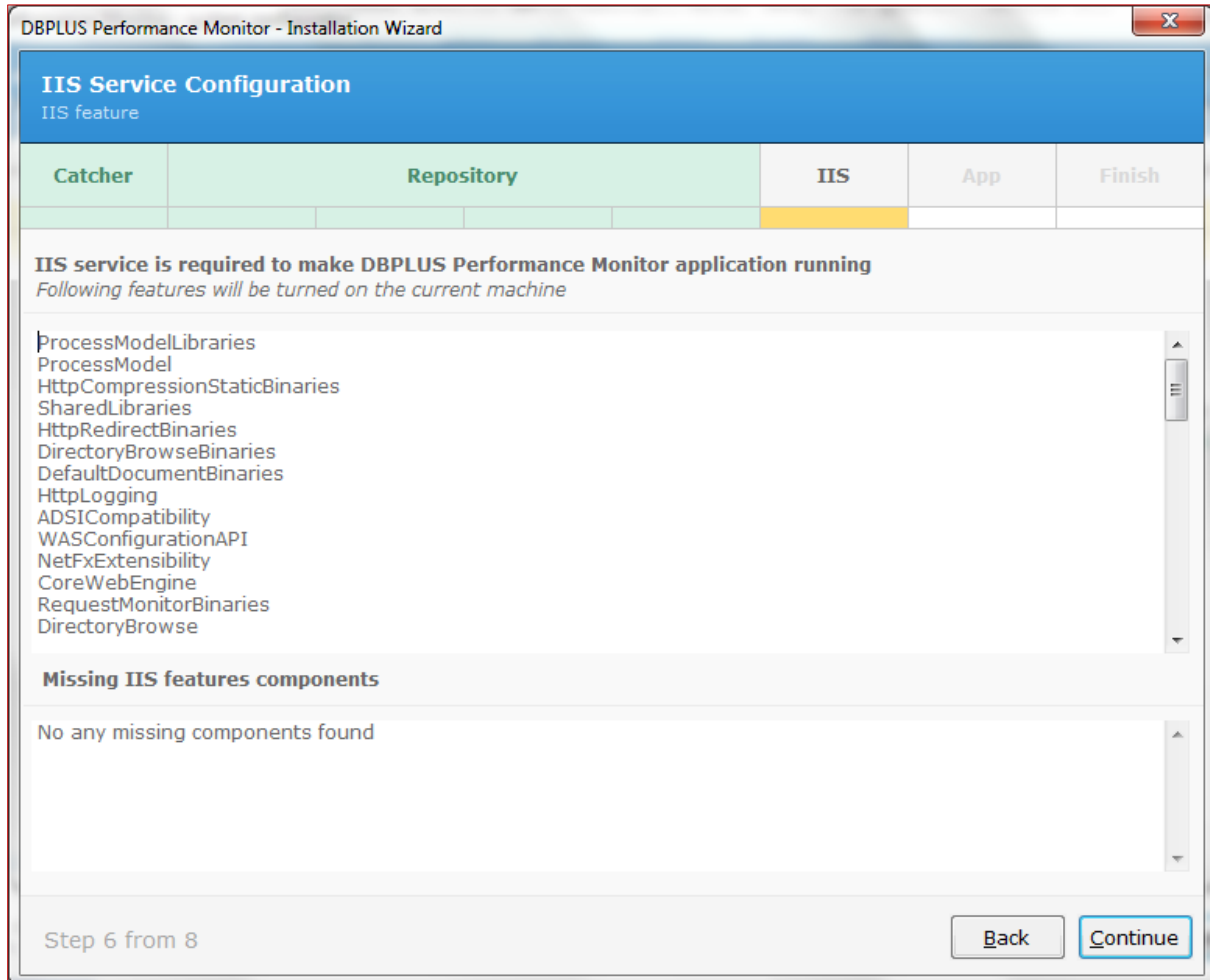 DBPLUS Performance Monitor - Installation Wizard
IIS Service Configuration
IIS feature
Catcher Repository IIS App Finish
IIS service is required to make DBPLUS Performance Monitor application running
Following features will be turned on the current machine
ProcessModelLibraries
ProcessModel
HttpCompressionStaticBinaries
SharedLibraries
HttpRedirectBinaries
DirectoryBrowseBinaries
DefaultDocumentBinaries
HttpLogging
ADSICompatibility
WASConfigurationAPI
NetFxExtensibility
CoreWebEngine
RequestMonitorBinaries
DirectoryBrowse
Missing IIS features components
No any missing components found
Step 6 from 8
Back Continue